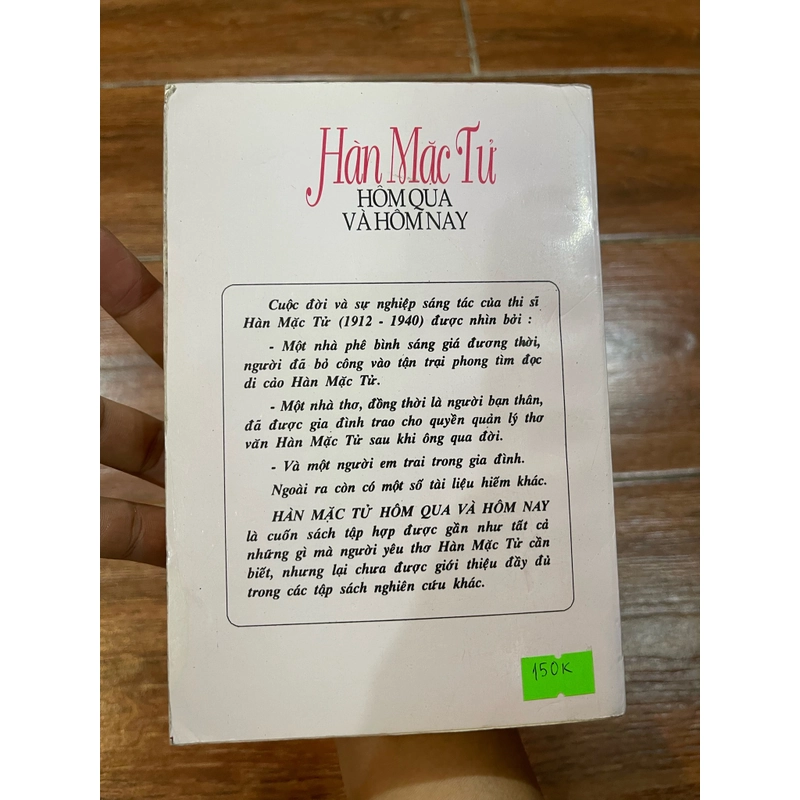 Hàn Mặc Tử
HÔM QUA
VÀ HÔM NAY
Cuộc đời và sự nghiệp sáng tác của thi sĩ
Hàn Mặc Tử (1912 - 1940) được nhìn bởi :
- Một nhà phê bình sáng giá đương thời,
người đã bỏ công vào tận trại phong tìm đọc
di cảo Hàn Mặc Tử.
- Một nhà thơ, đồng thời là người bạn thân,
đã được gia đình trao cho quyền quản lý thơ
văn Hàn Mặc Tử sau khi ông qua đời.
- Và một người em trai trong gia đình.
Ngoài ra còn có một số tài liệu hiếm khác.
HÀN MẶC TỬ HÔM QUA VÀ HÔM NAY
là cuốn sách tập hợp được gần như tất cả
những gì mà người yêu thơ Hàn Mặc Tử cần
biết, nhưng lại chưa được giới thiệu đầy đủ
trong các tập sách nghiên cứu khác.
150K